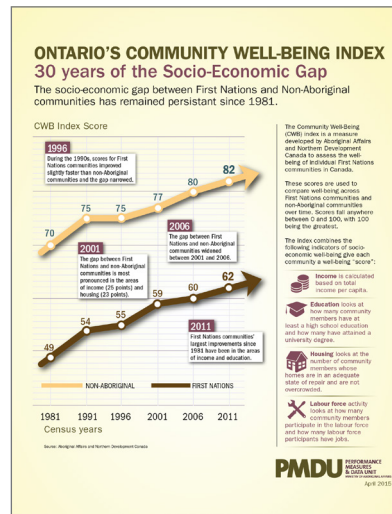 ONTARIO'S COMMUNITY WELL-BEING INDEX
30 years of the Socio-Economic Gap
The socio-economic gap between First Nations and Non-Aboriginal
communities has remained persistant since 1981.
CWB Index Score
1996
During the 1990s, scores for First
Nations communities improved
slightly faster than non-Aboriginal
communities and the gap narrowed.
70
75
75
77
80
82
2006
The gap between First
Nations and non Aboriginal
communities widened
between 2001 and 2006.
2001
The gap between First
Nations and non-Aboriginal
communities is most
pronounced in the areas
of income (25 points) and
housing (23 points).
49
54
55
59
60
62
2011
First Nations communities'
largest improvements since
1981 have been in the areas
of income and education.
NON-ABORIGINAL
FIRST NATIONS
1981 1991 1996 2001 2006 2011
Census years
Source: Aboriginal Affairs and Northern Development Canada
The Community Well-Being
(CWB) index is a measure
developed by Aboriginal Affairs
and Northern Development
Canada to assess the well-
being of individual First Nations
communities in Canada.
These scores are used to
compare well-being across
First Nations communities
and non-Aboriginal communities
over time. Scores fall anywhere
between 0 and 100, with 100
being the greatest.
The index combines the
following indicators of socio-
economic well-being give each
community a well-being "score":
Income is calculated
based on total
income per capita.
Education looks at
how many community
members have at
least a high school education
and how many have attained a
university degree.
Housing looks at the
number of community
members whose
homes are in an adequate
state of repair and are not
overcrowded.
Labour force activity
looks at how many
community members
participate in the labour force
and how many labour force
participants have jobs.
PMDU
PERFORMANCE
MEASURES
& DATA UNIT
MINISTRY OF ABORIGINAL AFFAIRS
April 2015